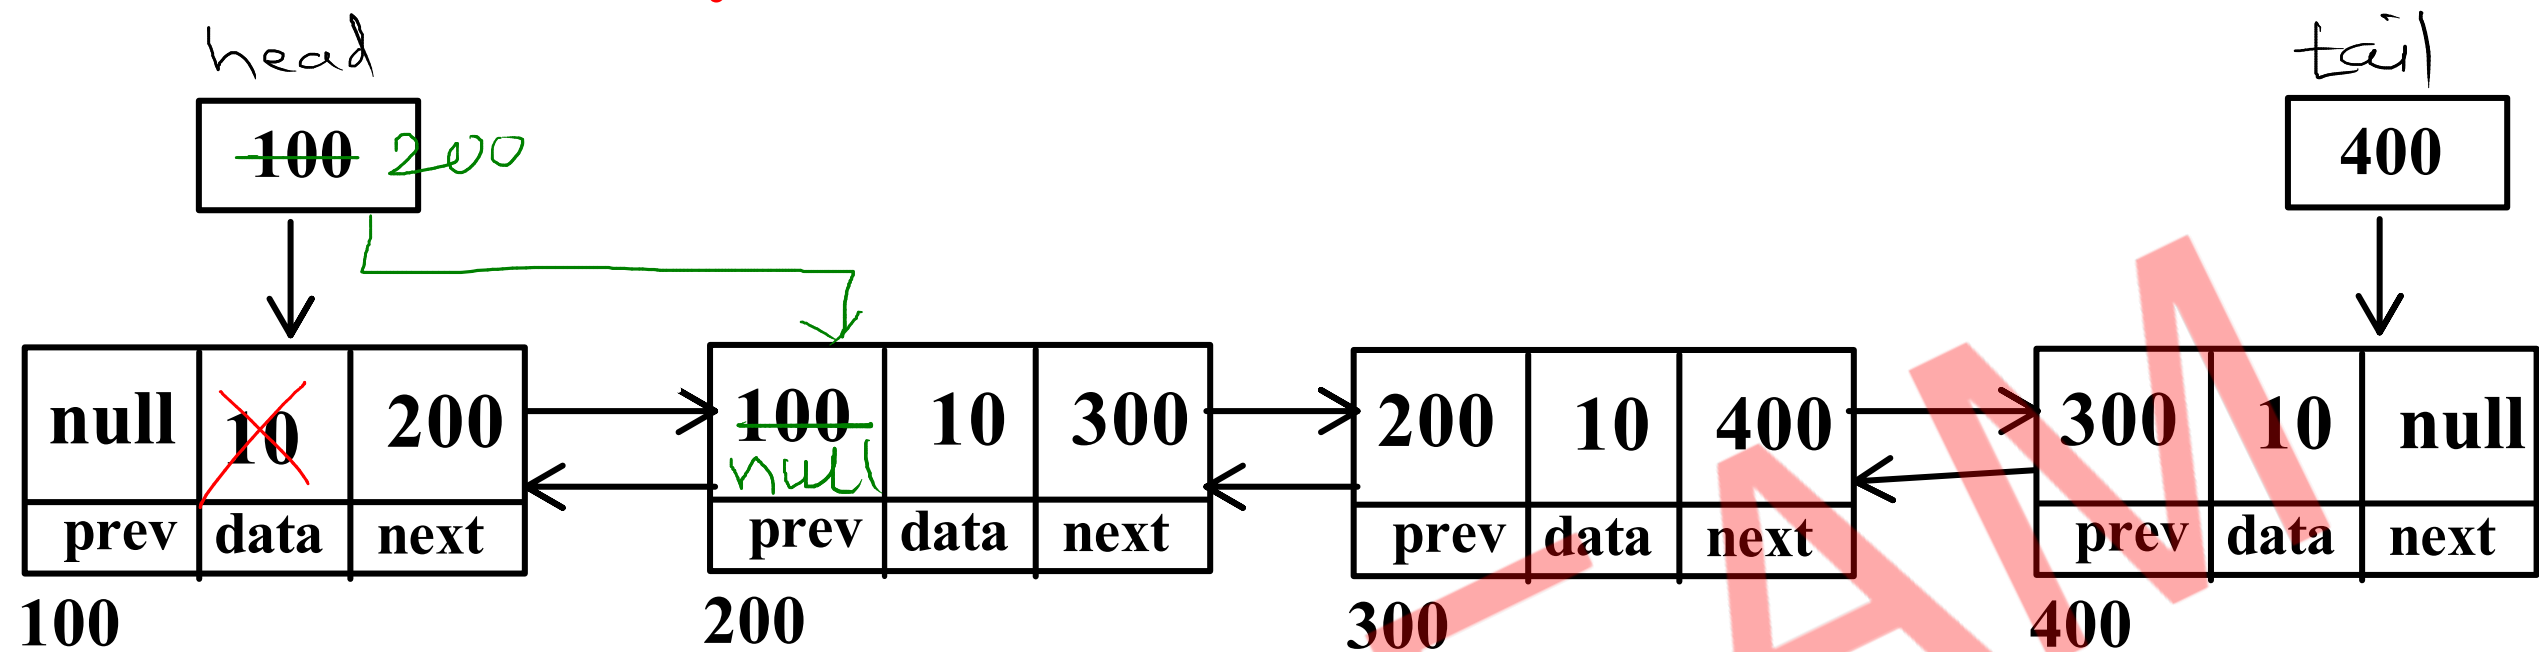 head tail
100 200 400
null 10 200 100 10 300 200 10 400 300 10 null
null
prev data next prev data next prev data next prev data next
100 200 300 400